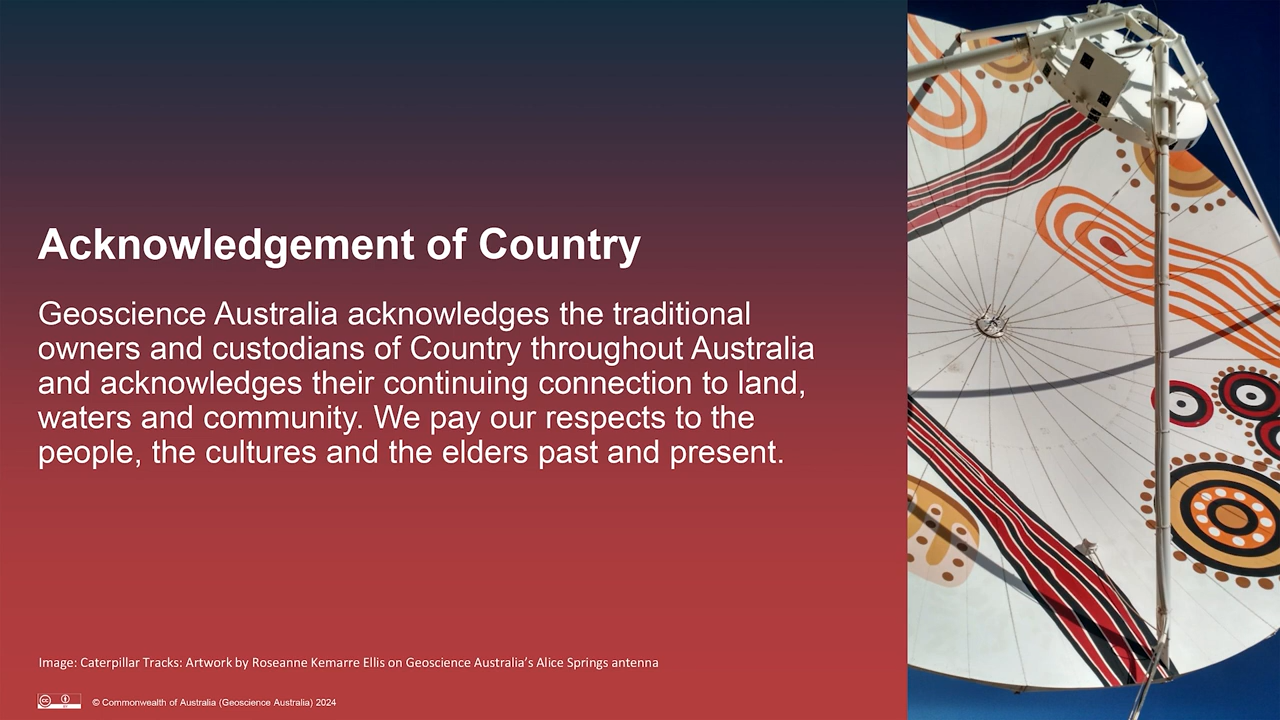 Acknowledgement of Country
Geoscience Australia acknowledges the traditional
owners and custodians of Country throughout Australia
and acknowledges their continuing connection to land,
waters and community. We pay our respects to the
people, the cultures and the elders past and present.
Image: Caterpillar Tracks: Artwork by Roseanne Kemarre Ellis on Geoscience Australia’s Alice Springs antenna
cc BY © Commonwealth of Australia (Geoscience Australia) 2024